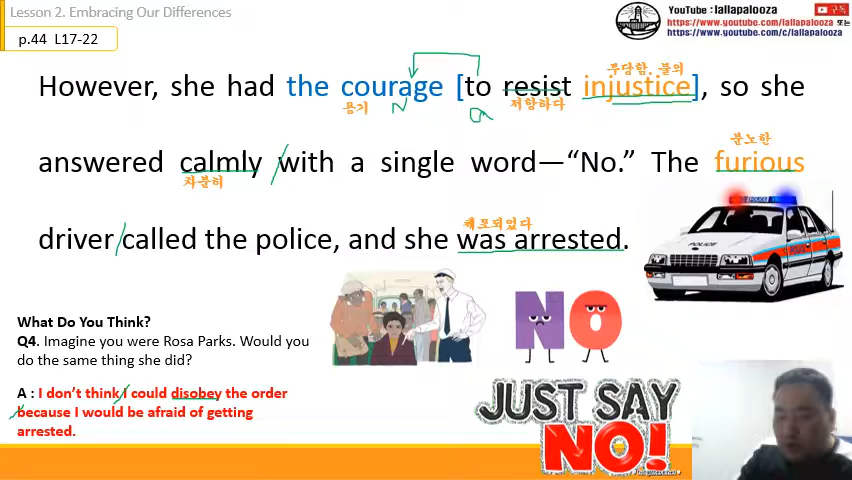 Lesson 2. Embracing Our Differences
YouTube : lallapalooza
구독
https://www.youtube.com/lallapalooza 또는
https://www.youtube.com/c/lallapalooza
p.44 L17-22
부당함, 불의
However, she had the courage [to resist injustice], so she
용기
저항하다
N
a
분노한
answered calmly with a single word—“No.” The furious
차분히
체포되었다
driver called the police, and she was arrested.
POLICE
What Do You Think?
Q4. Imagine you were Rosa Parks. Would you
do the same thing she did?
A : I don’t think I could disobey the order
because I would be afraid of getting
arrested.
NO
JUST SAY
NO!